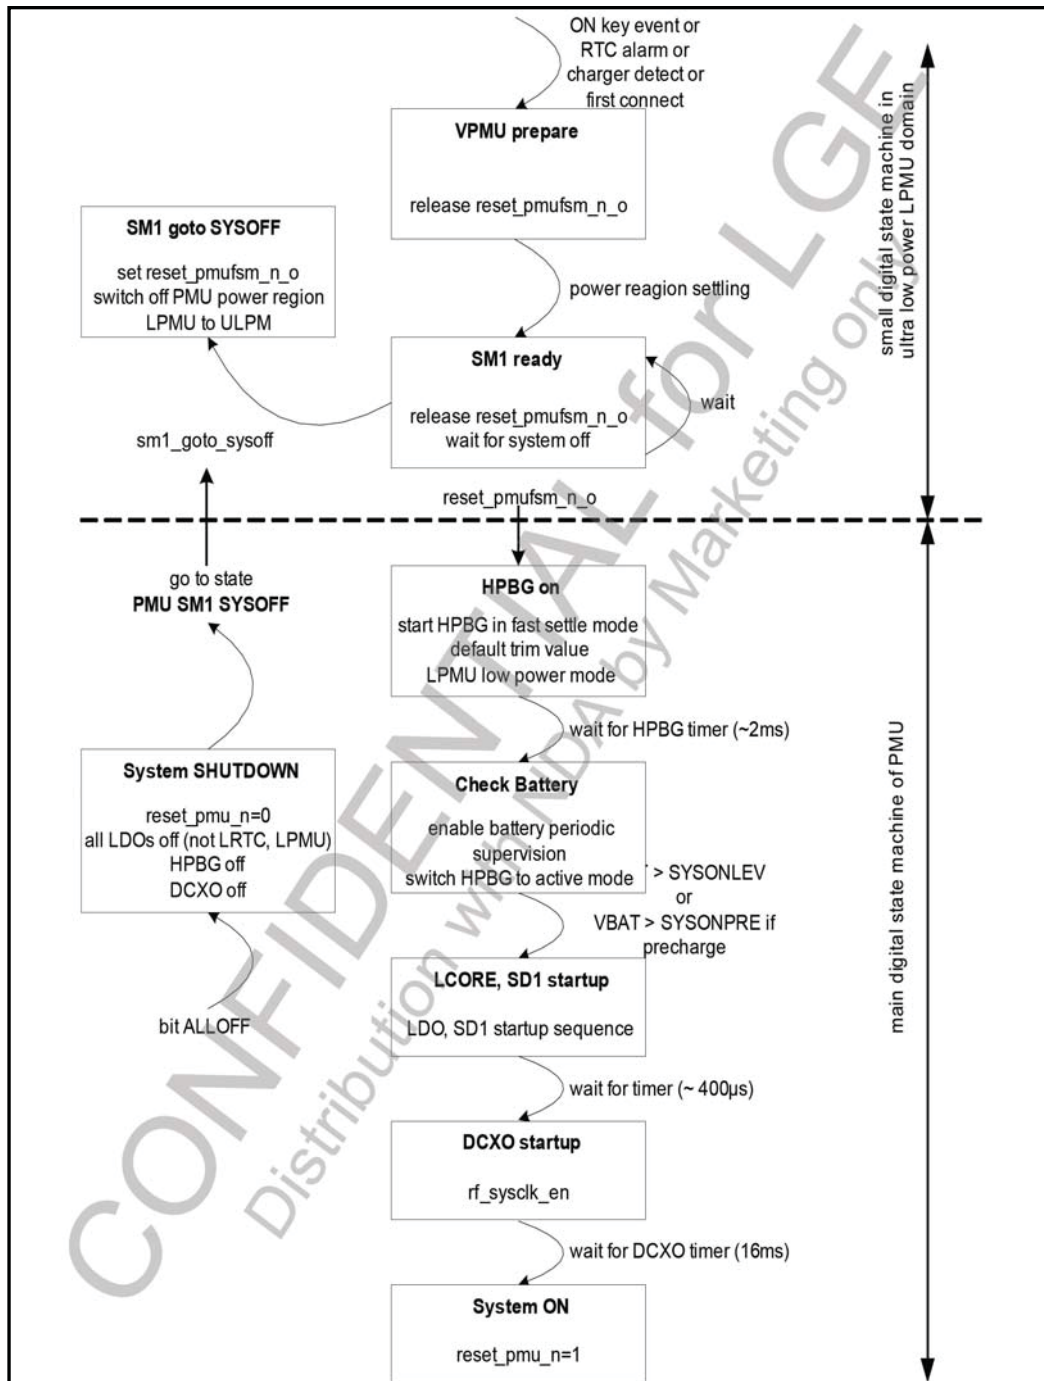 ON key event or
RTC alarm or
charger detect or
first connect
VPMU prepare
release reset_pmufsm_n_o
SM1 goto SYSOFF
set reset_pmufsm_n_o
switch off PMU power region
LPMU to ULPM
power reagion settling
SM1 ready
release reset_pmufsm_n_o
wait for system off
wait
sm1_goto_sysoff
reset_pmufsm_n_o
small digital state machine in
ultra low power LPMU domain
go to state
PMU SM1 SYSOFF
HPBG on
start HPBG in fast settle mode
default trim value
LPMU low power mode
wait for HPBG timer (~2ms)
System SHUTDOWN
reset_pmu_n=0
all LDOs off (not LRTC, LPMU)
HPBG off
DCXO off
Check Battery
enable battery periodic
supervision
switch HPBG to active mode
> SYSONLEV
or
VBAT > SYSONPRE if
precharge
LCORE, SD1 startup
LDO, SD1 startup sequence
bit ALLOFF
wait for timer (~ 400µs)
DCXO startup
rf_sysclk_en
wait for DCXO timer (16ms)
System ON
reset_pmu_n=1
main digital state machine of PMU
CONFIDENTIAL for LGE
Distribution with NDA by Marketing only